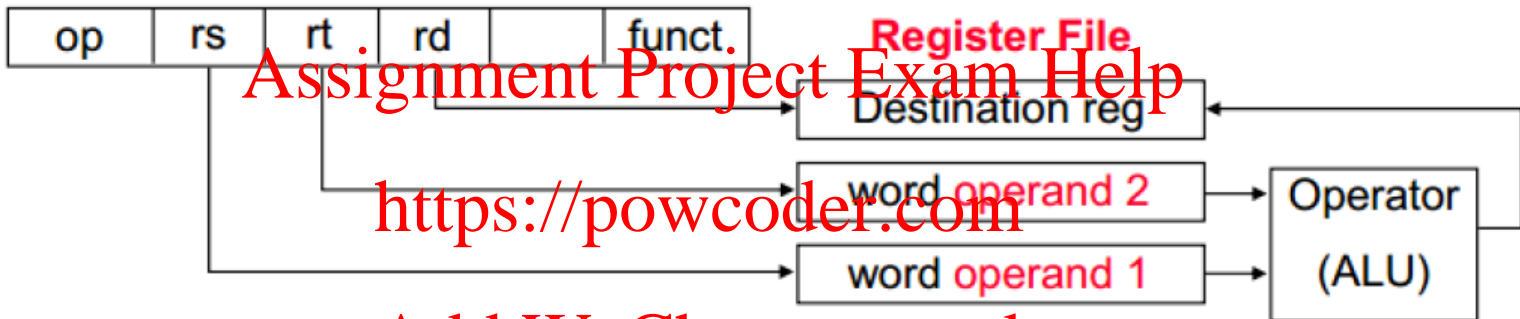 op rs rt rd funct
Register File
Assignment Project Exam Help
Destination reg
word operand 2
https://powcoder.com
Operator
(ALU)
word operand 1